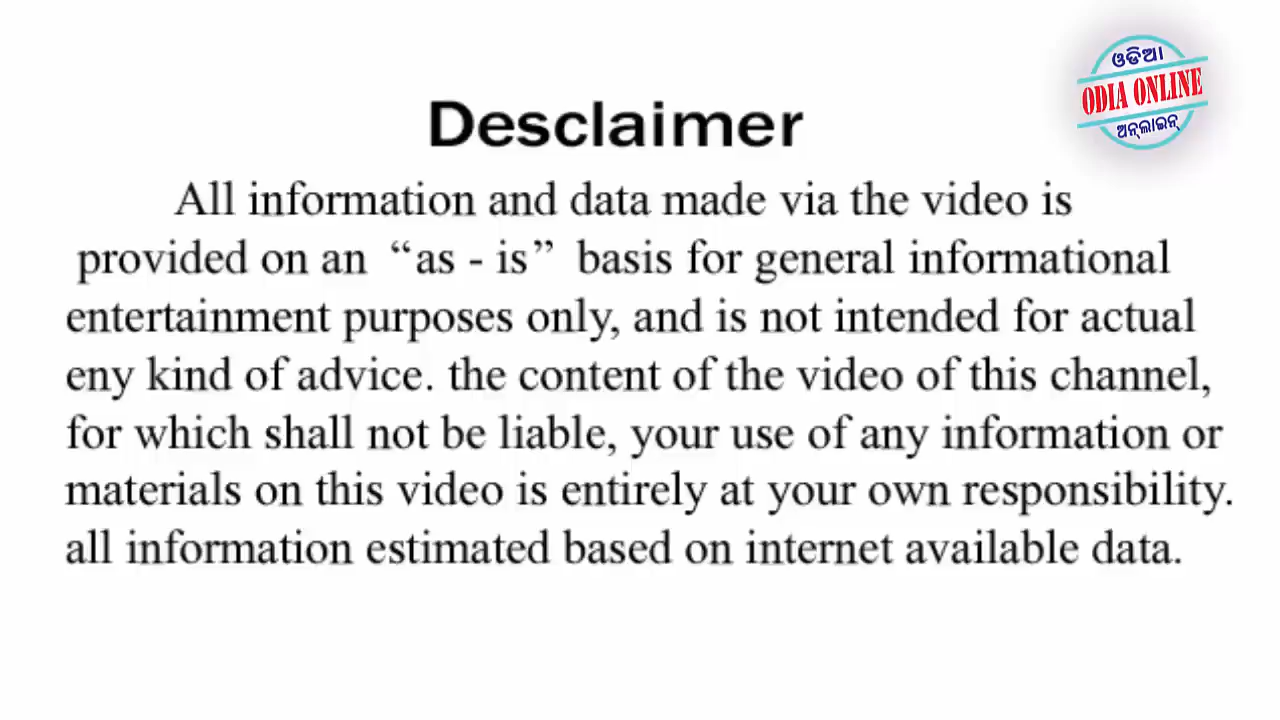 ଓଡିଆ
ODIA ONLINE
ଅନ୍‌ଲାଇନ୍
Desclaimer
All information and data made via the video is
provided on an “as - is” basis for general informational
entertainment purposes only, and is not intended for actual
eny kind of advice. the content of the video of this channel,
for which shall not be liable, your use of any information or
materials on this video is entirely at your own responsibility.
all information estimated based on internet available data.